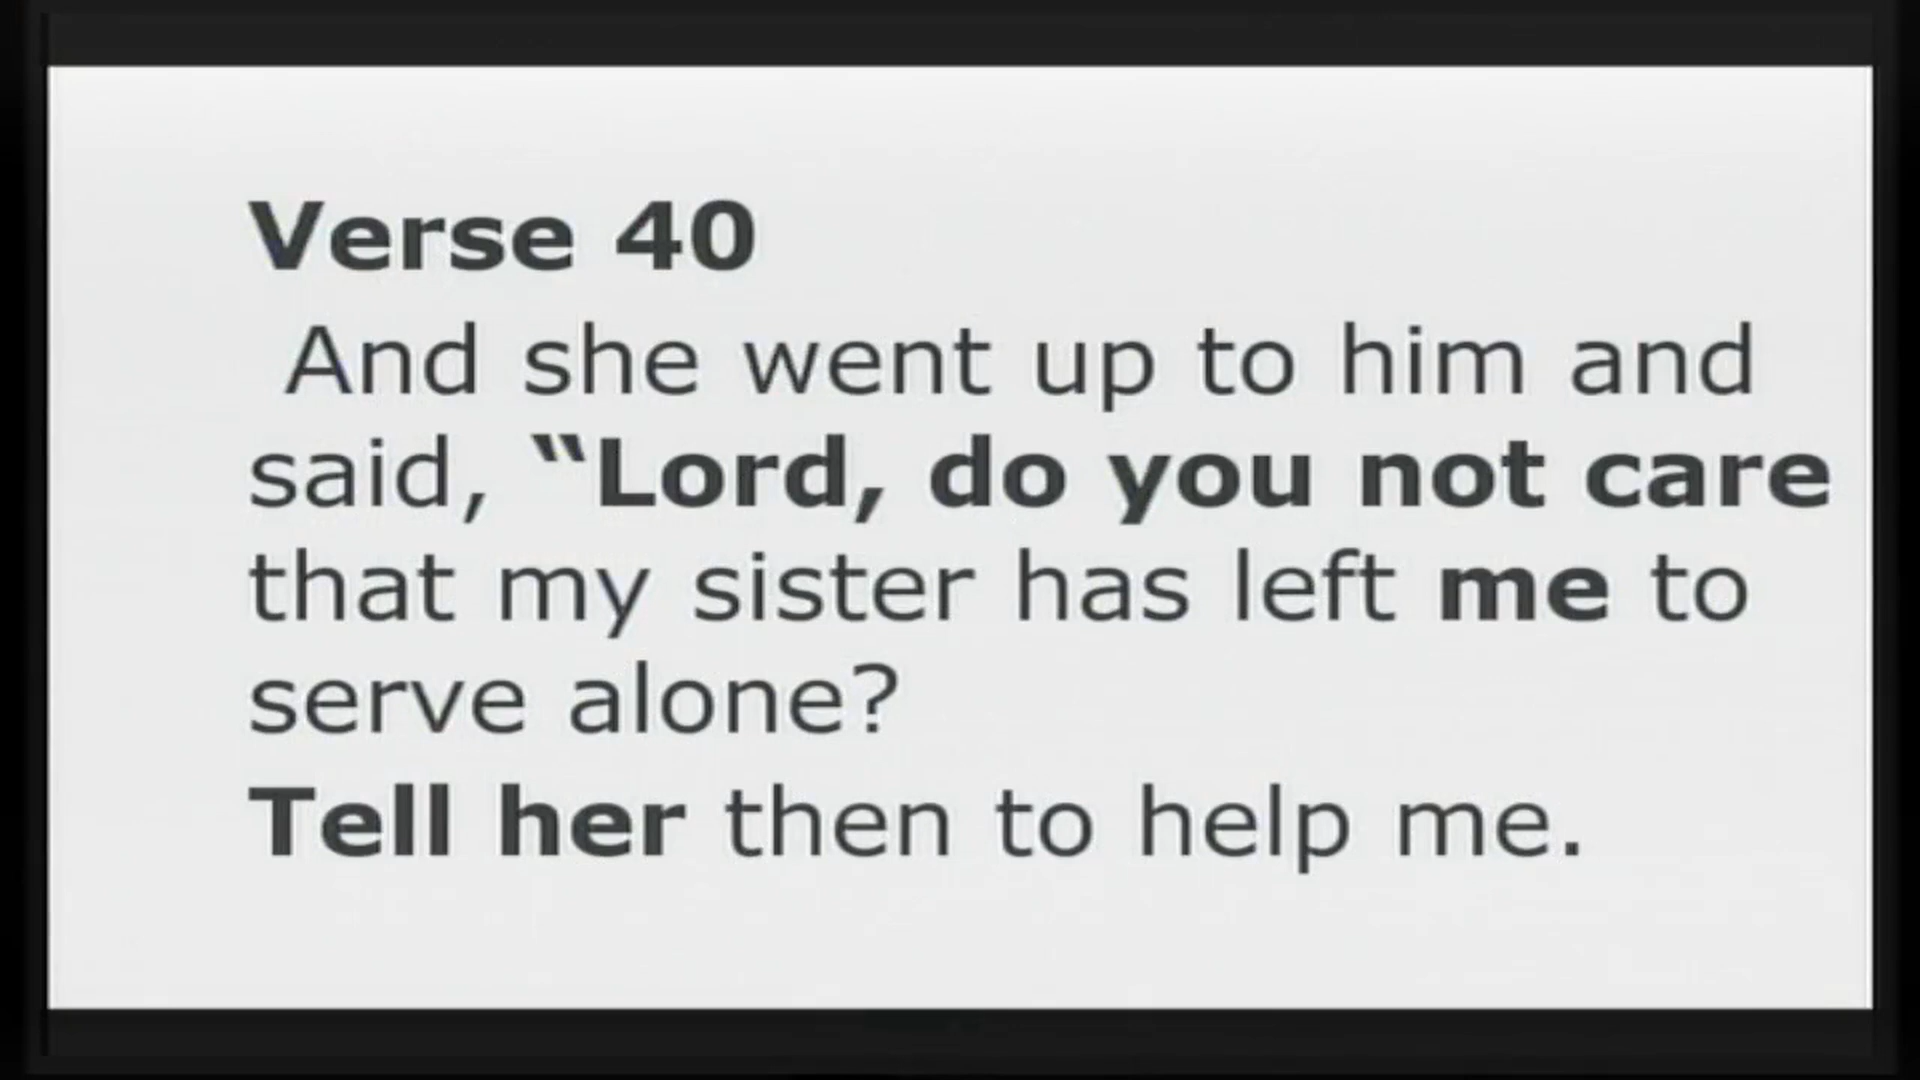 Verse 40
And she went up to him and
said, “Lord, do you not care
that my sister has left me to
serve alone?
Tell her then to help me.